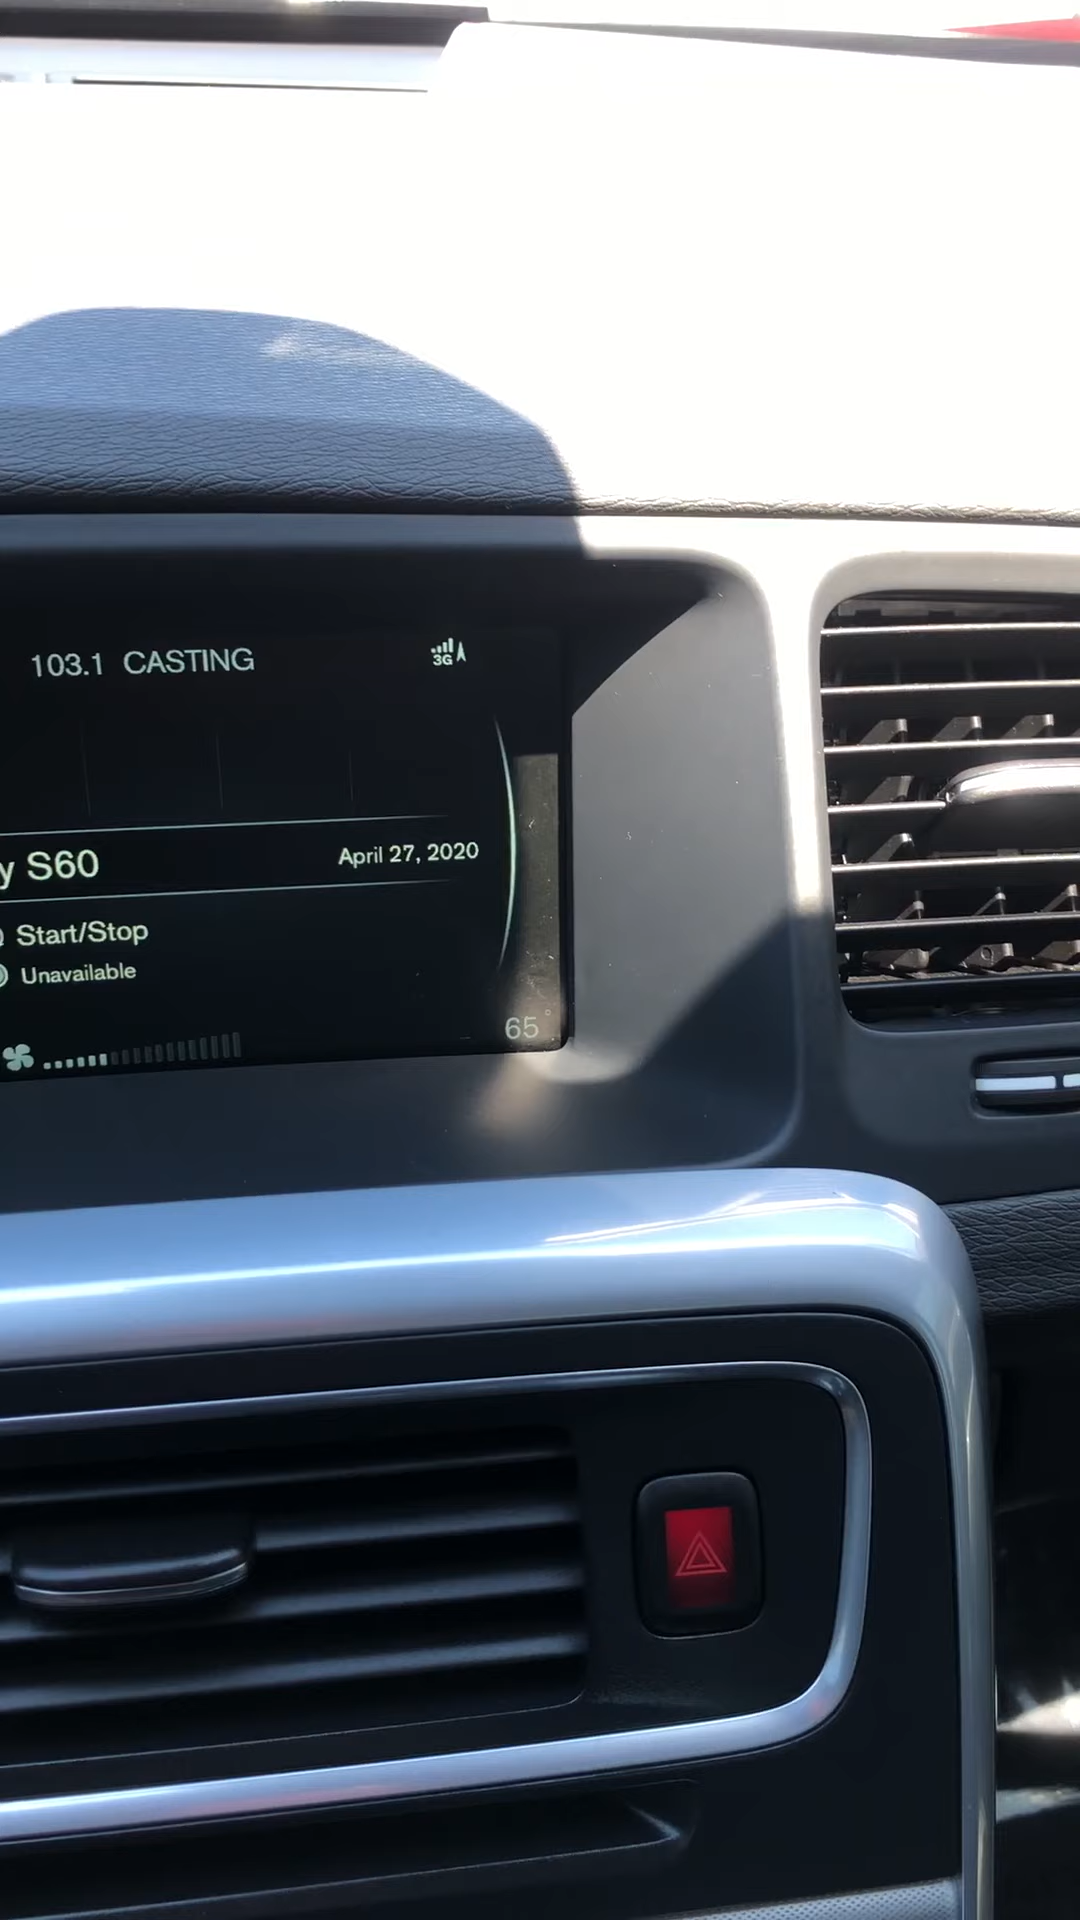 103.1 CASTING
3G
y S60
April 27, 2020
Start/Stop
Unavailable
65°